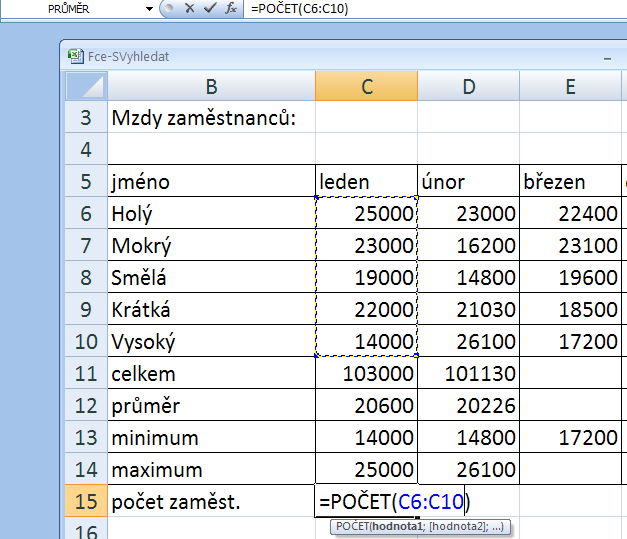 PRŮMĚR =POČET(C6:C10)
Fce-SVyhledat
B C D E
3 Mzdy zaměstnanců:
4
5 jméno leden únor březen
6 Holý 25000 23000 22400
7 Mokrý 23000 16200 23100
8 Smělá 19000 14800 19600
9 Krátká 22000 21030 18500
10 Vysoký 14000 26100 17200
11 celkem 103000 101130
12 průměr 20600 20226
13 minimum 14000 14800 17200
14 maximum 25000 26100
15 počet zaměst. =POČET(C6:C10)
POČET(hodnota1; [hodnota2]; ...)
16